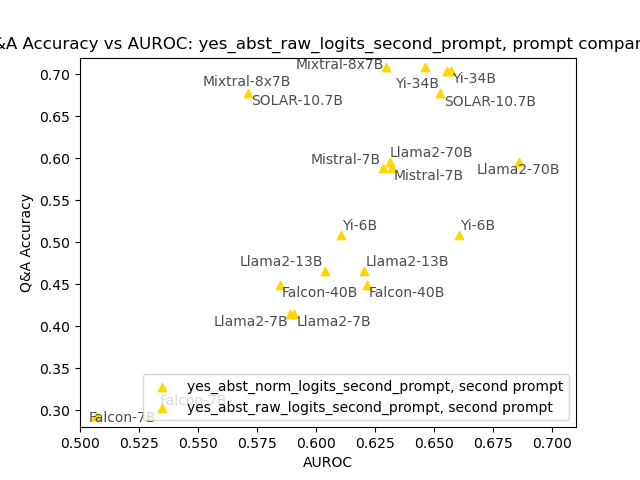 &A Accuracy vs AUROC: yes_abst_raw_logits_second_prompt, prompt compar
Mixtral-8x7B
Yi-34B
Yi-34B
Mixtral-8x7B
SOLAR-10.7B
SOLAR-10.7B
Llama2-70B
Mistral-7B
Llama2-70B
Mistral-7B
Yi-6B
Yi-6B
Llama2-13B
Llama2-13B
Falcon-40B
Falcon-40B
Llama2-7B
Llama2-7B
Falcon-7B
Falcon-7B
yes_abst_norm_logits_second_prompt, second prompt
yes_abst_raw_logits_second_prompt, second prompt
Q&A Accuracy
0.70
0.65
0.60
0.55
0.50
0.45
0.40
0.35
0.30
0.500 0.525 0.550 0.575 0.600 0.625 0.650 0.675 0.700
AUROC